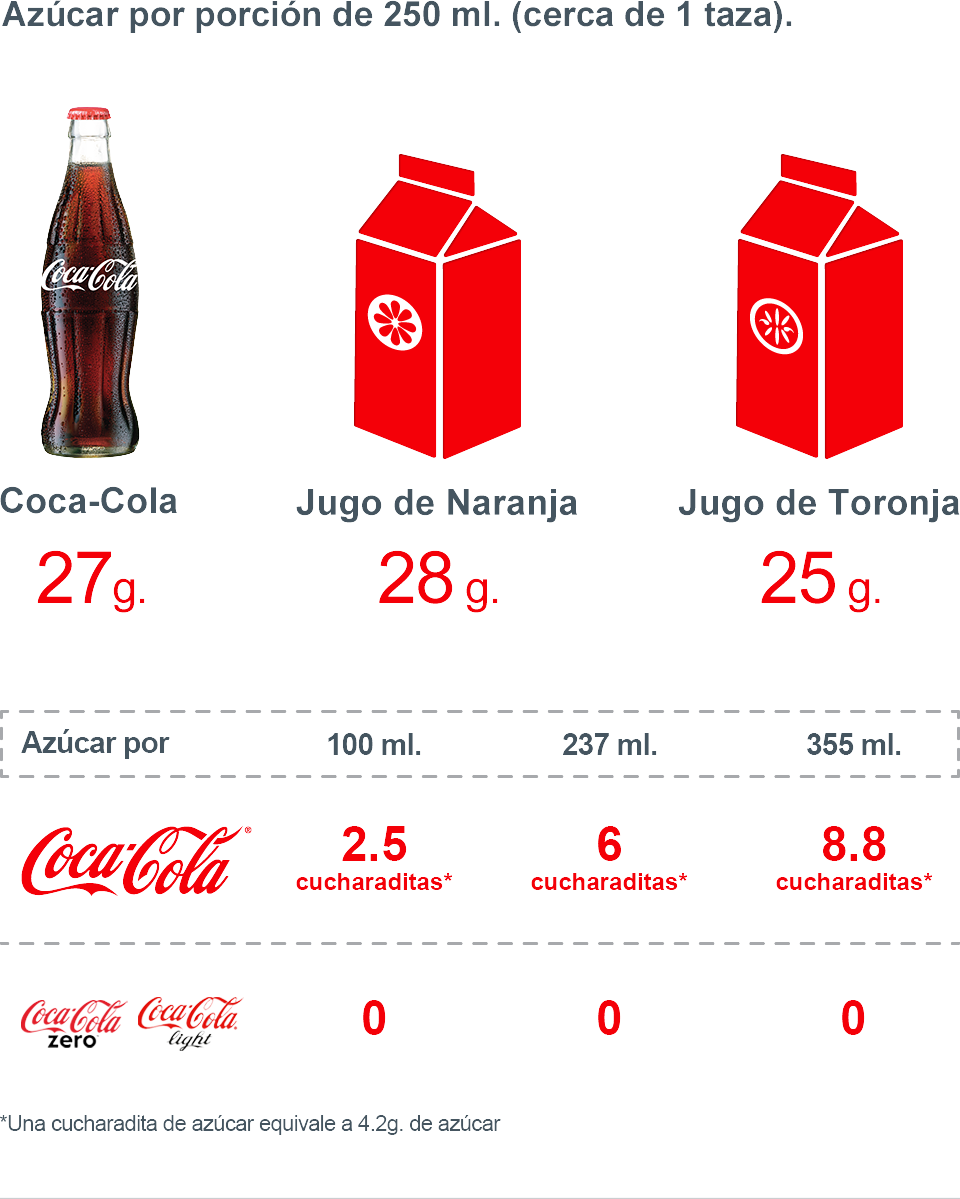 Azúcar por porción de 250 ml. (cerca de 1 taza).
Coca-Cola
Coca-Cola Jugo de Naranja Jugo de Toronja
27g. 28 g. 25 g.
Azúcar por 100 ml. 237 ml. 355 ml.
Coca-Cola® 2.5 6 8.8
cucharaditas* cucharaditas* cucharaditas*
Coca-Cola Coca-Cola 0 0 0
zero light
*Una cucharadita de azúcar equivale a 4.2g. de azúcar